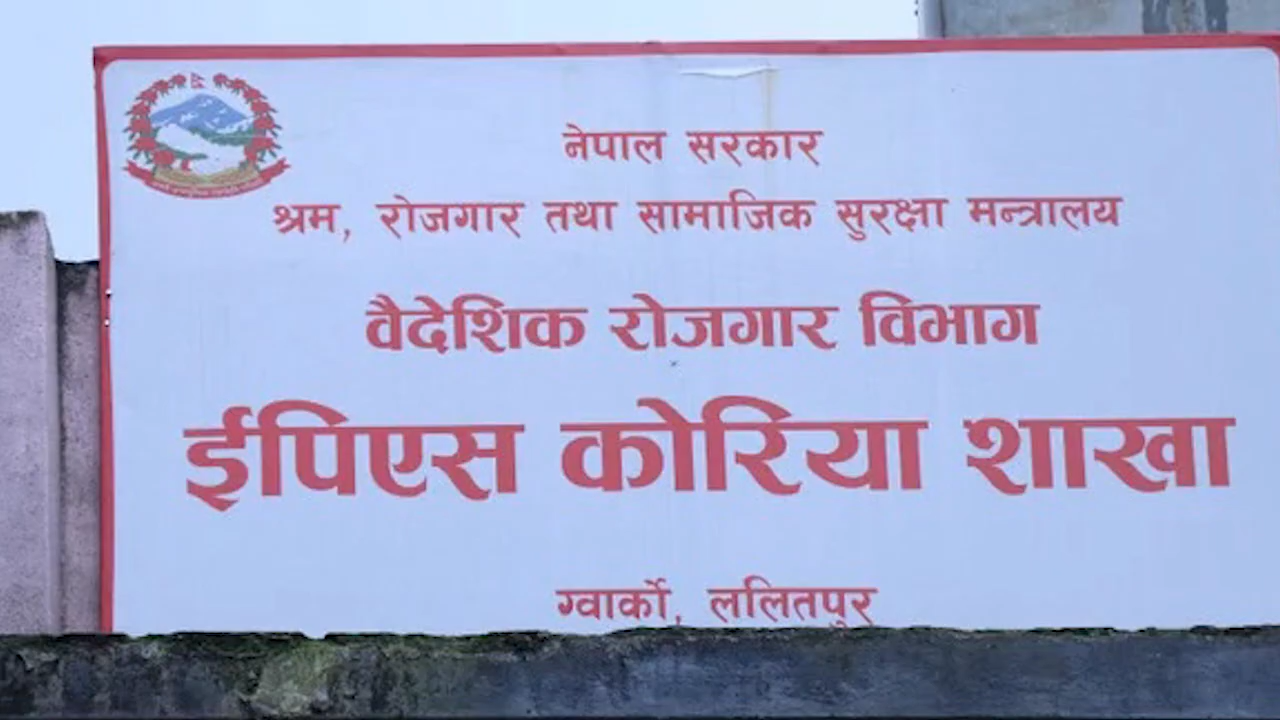 नेपाल सरकार
श्रम, रोजगार तथा सामाजिक सुरक्षा मन्त्रालय
वैदेशिक रोजगार विभाग
ईपिएस कोरिया शाखा
ग्वार्को, ललितपुर